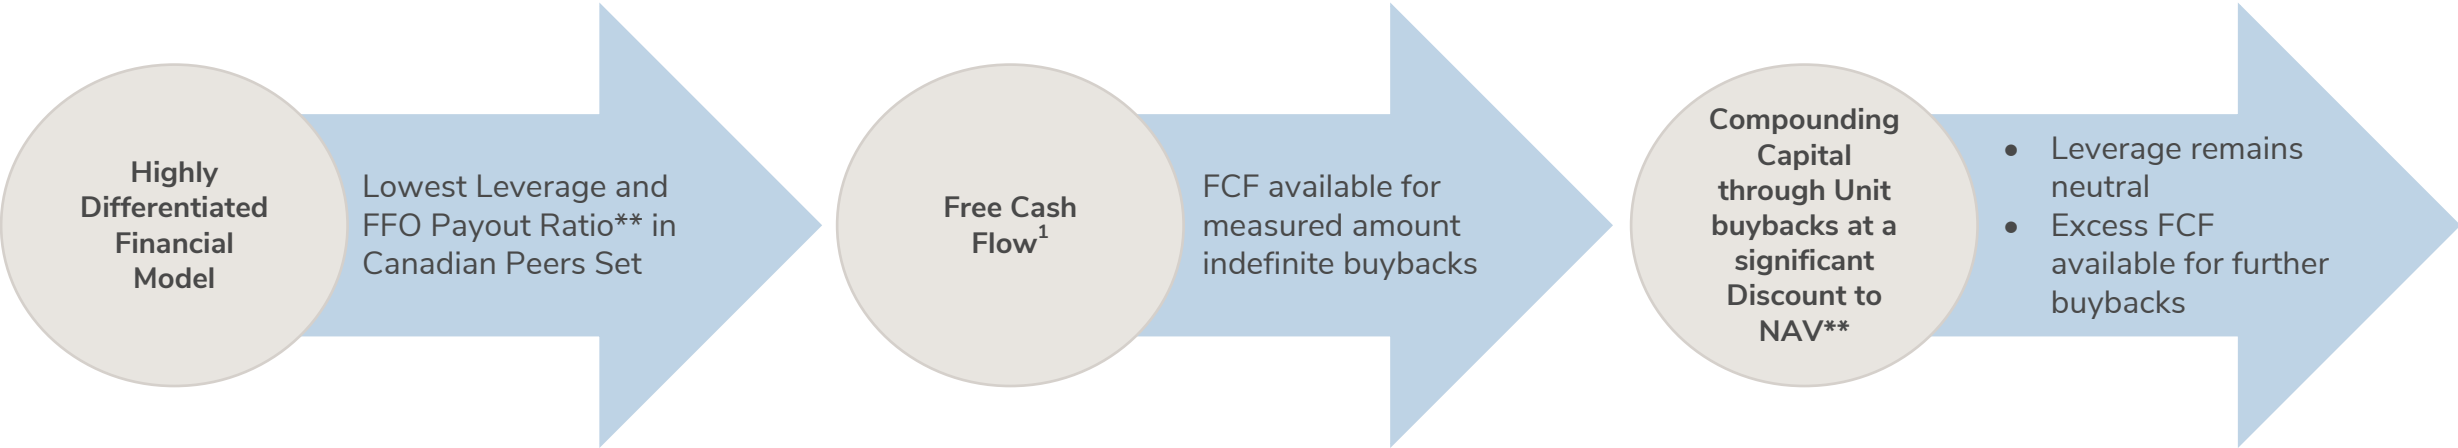 Highly
Differentiated
Financial
Model
Lowest Leverage and
FFO Payout Ratio** in
Canadian Peers Set
Free Cash
Flow¹
FCF available for
measured amount
indefinite buybacks
Compounding
Capital
through Unit
buybacks at a
significant
Discount to
NAV**
• Leverage remains
neutral
• Excess FCF
available for further
buybacks